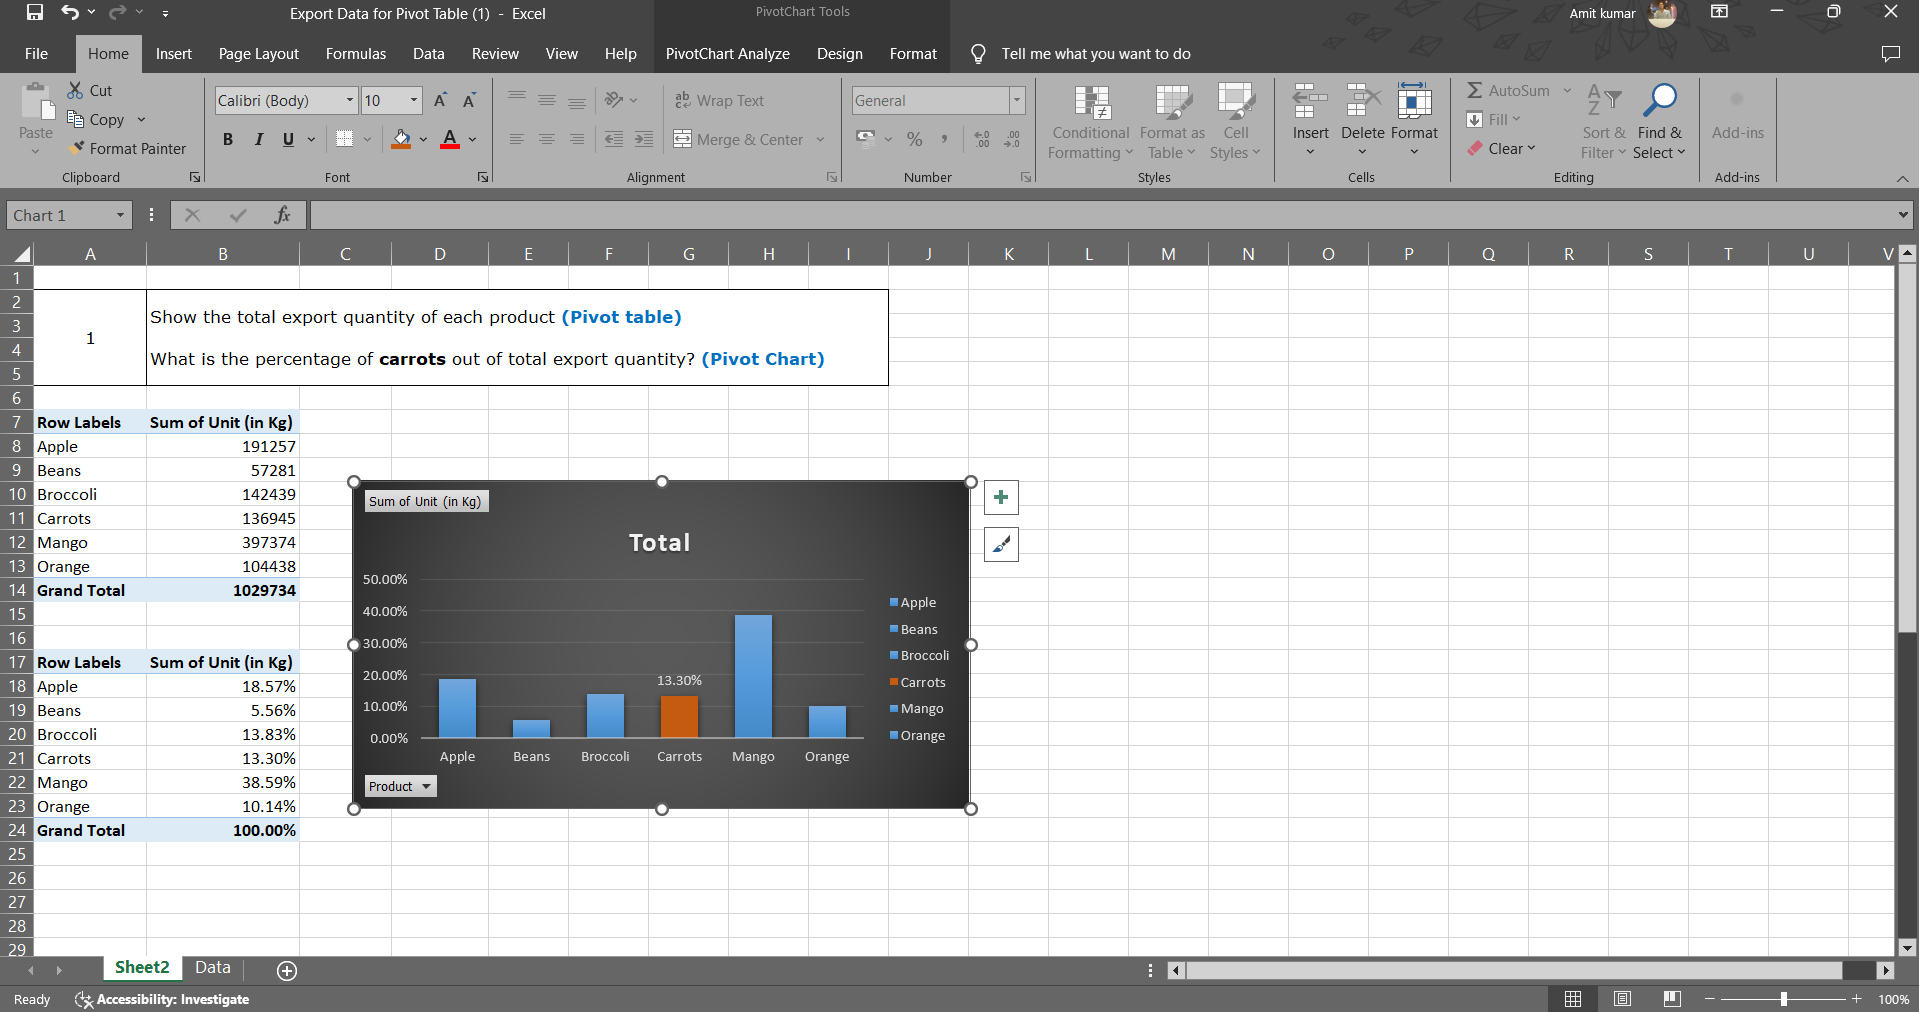 Export Data for Pivot Table (1) - Excel
PivotChart Tools
Amit kumar
File Home Insert Page Layout Formulas Data Review View Help PivotChart Analyze Design Format Tell me what you want to do
Paste
Cut
Copy
Format Painter
Clipboard
Calibri (Body) 10
B I U A
Font
ab Wrap Text
Merge & Center
Alignment
General
% ,
Number
Conditional Formatting
Format as Table
Cell Styles
Styles
Insert Delete Format
Cells
AutoSum
Fill
Clear
Sort & Filter
Find & Select
Editing
Add-ins
Add-ins
Chart 1 fx
A B C D E F G H I J K L M N O P Q R S T U V
1
2
3
4
5
6
7
8
9
10
11
12
13
14
15
16
17
18
19
20
21
22
23
24
25
26
27
28
29
1
Show the total export quantity of each product (Pivot table)
What is the percentage of carrots out of total export quantity? (Pivot Chart)
Row Labels Sum of Unit (in Kg)
Apple 191257
Beans 57281
Broccoli 142439
Carrots 136945
Mango 397374
Orange 104438
Grand Total 1029734
Row Labels Sum of Unit (in Kg)
Apple 18.57%
Beans 5.56%
Broccoli 13.83%
Carrots 13.30%
Mango 38.59%
Orange 10.14%
Grand Total 100.00%
Sum of Unit (in Kg)
Total
50.00%
40.00%
30.00%
20.00%
10.00%
0.00%
13.30%
Apple Beans Broccoli Carrots Mango Orange
Apple
Beans
Broccoli
Carrots
Mango
Orange
Product
Sheet2 Data
Ready Accessibility: Investigate
100%